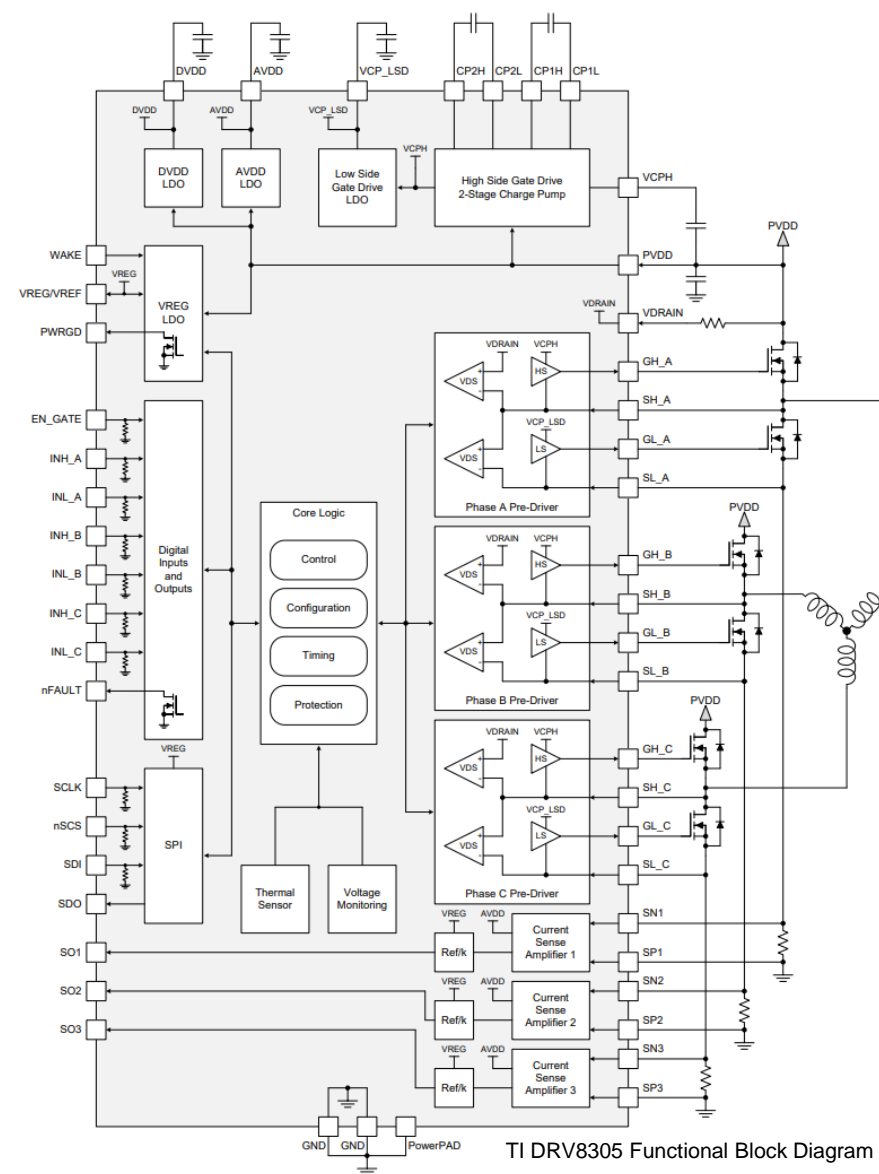 DVDD
AVDD
VCP_LSD
CP2H
CP2L
CP1H
CP1L
DVDD
AVDD
VCP_LSD
VCPH
DVDD
LDO
AVDD
LDO
Low Side
Gate Drive
LDO
High Side Gate Drive
2-Stage Charge Pump
VCPH
PVDD
WAKE
PVDD
VREG
VREG/VREF
VREG
LDO
VDRAIN
VDRAIN
PWRGD
VDRAIN
VCPH
GH_A
VDS
+
-
HS
SH_A
EN_GATE
VCP_LSD
GL_A
VDS
+
-
LS
INH_A
SL_A
INL_A
Phase A Pre-Driver
PVDD
Core Logic
INH_B
Digital
Inputs
and
Outputs
Control
VDRAIN
VCPH
GH_B
VDS
+
-
HS
INL_B
Configuration
SH_B
INH_C
VCP_LSD
GL_B
VDS
+
-
LS
INL_C
Timing
SL_B
nFAULT
Protection
Phase B Pre-Driver
PVDD
VREG
VDRAIN
VCPH
GH_C
VDS
+
-
HS
SCLK
SH_C
nSCS
VCP_LSD
GL_C
SPI
VDS
+
-
LS
SDI
SL_C
SDO
Thermal
Sensor
Voltage
Monitoring
Phase C Pre-Driver
VREG
AVDD
SN1
SO1
Ref/k
Current
Sense
Amplifier 1
SP1
VREG
AVDD
SN2
SO2
Ref/k
Current
Sense
Amplifier 2
SP2
SO3
VREG
AVDD
SN3
Ref/k
Current
Sense
Amplifier 3
SP3
GND
GND
PowerPAD
TI DRV8305 Functional Block Diagram